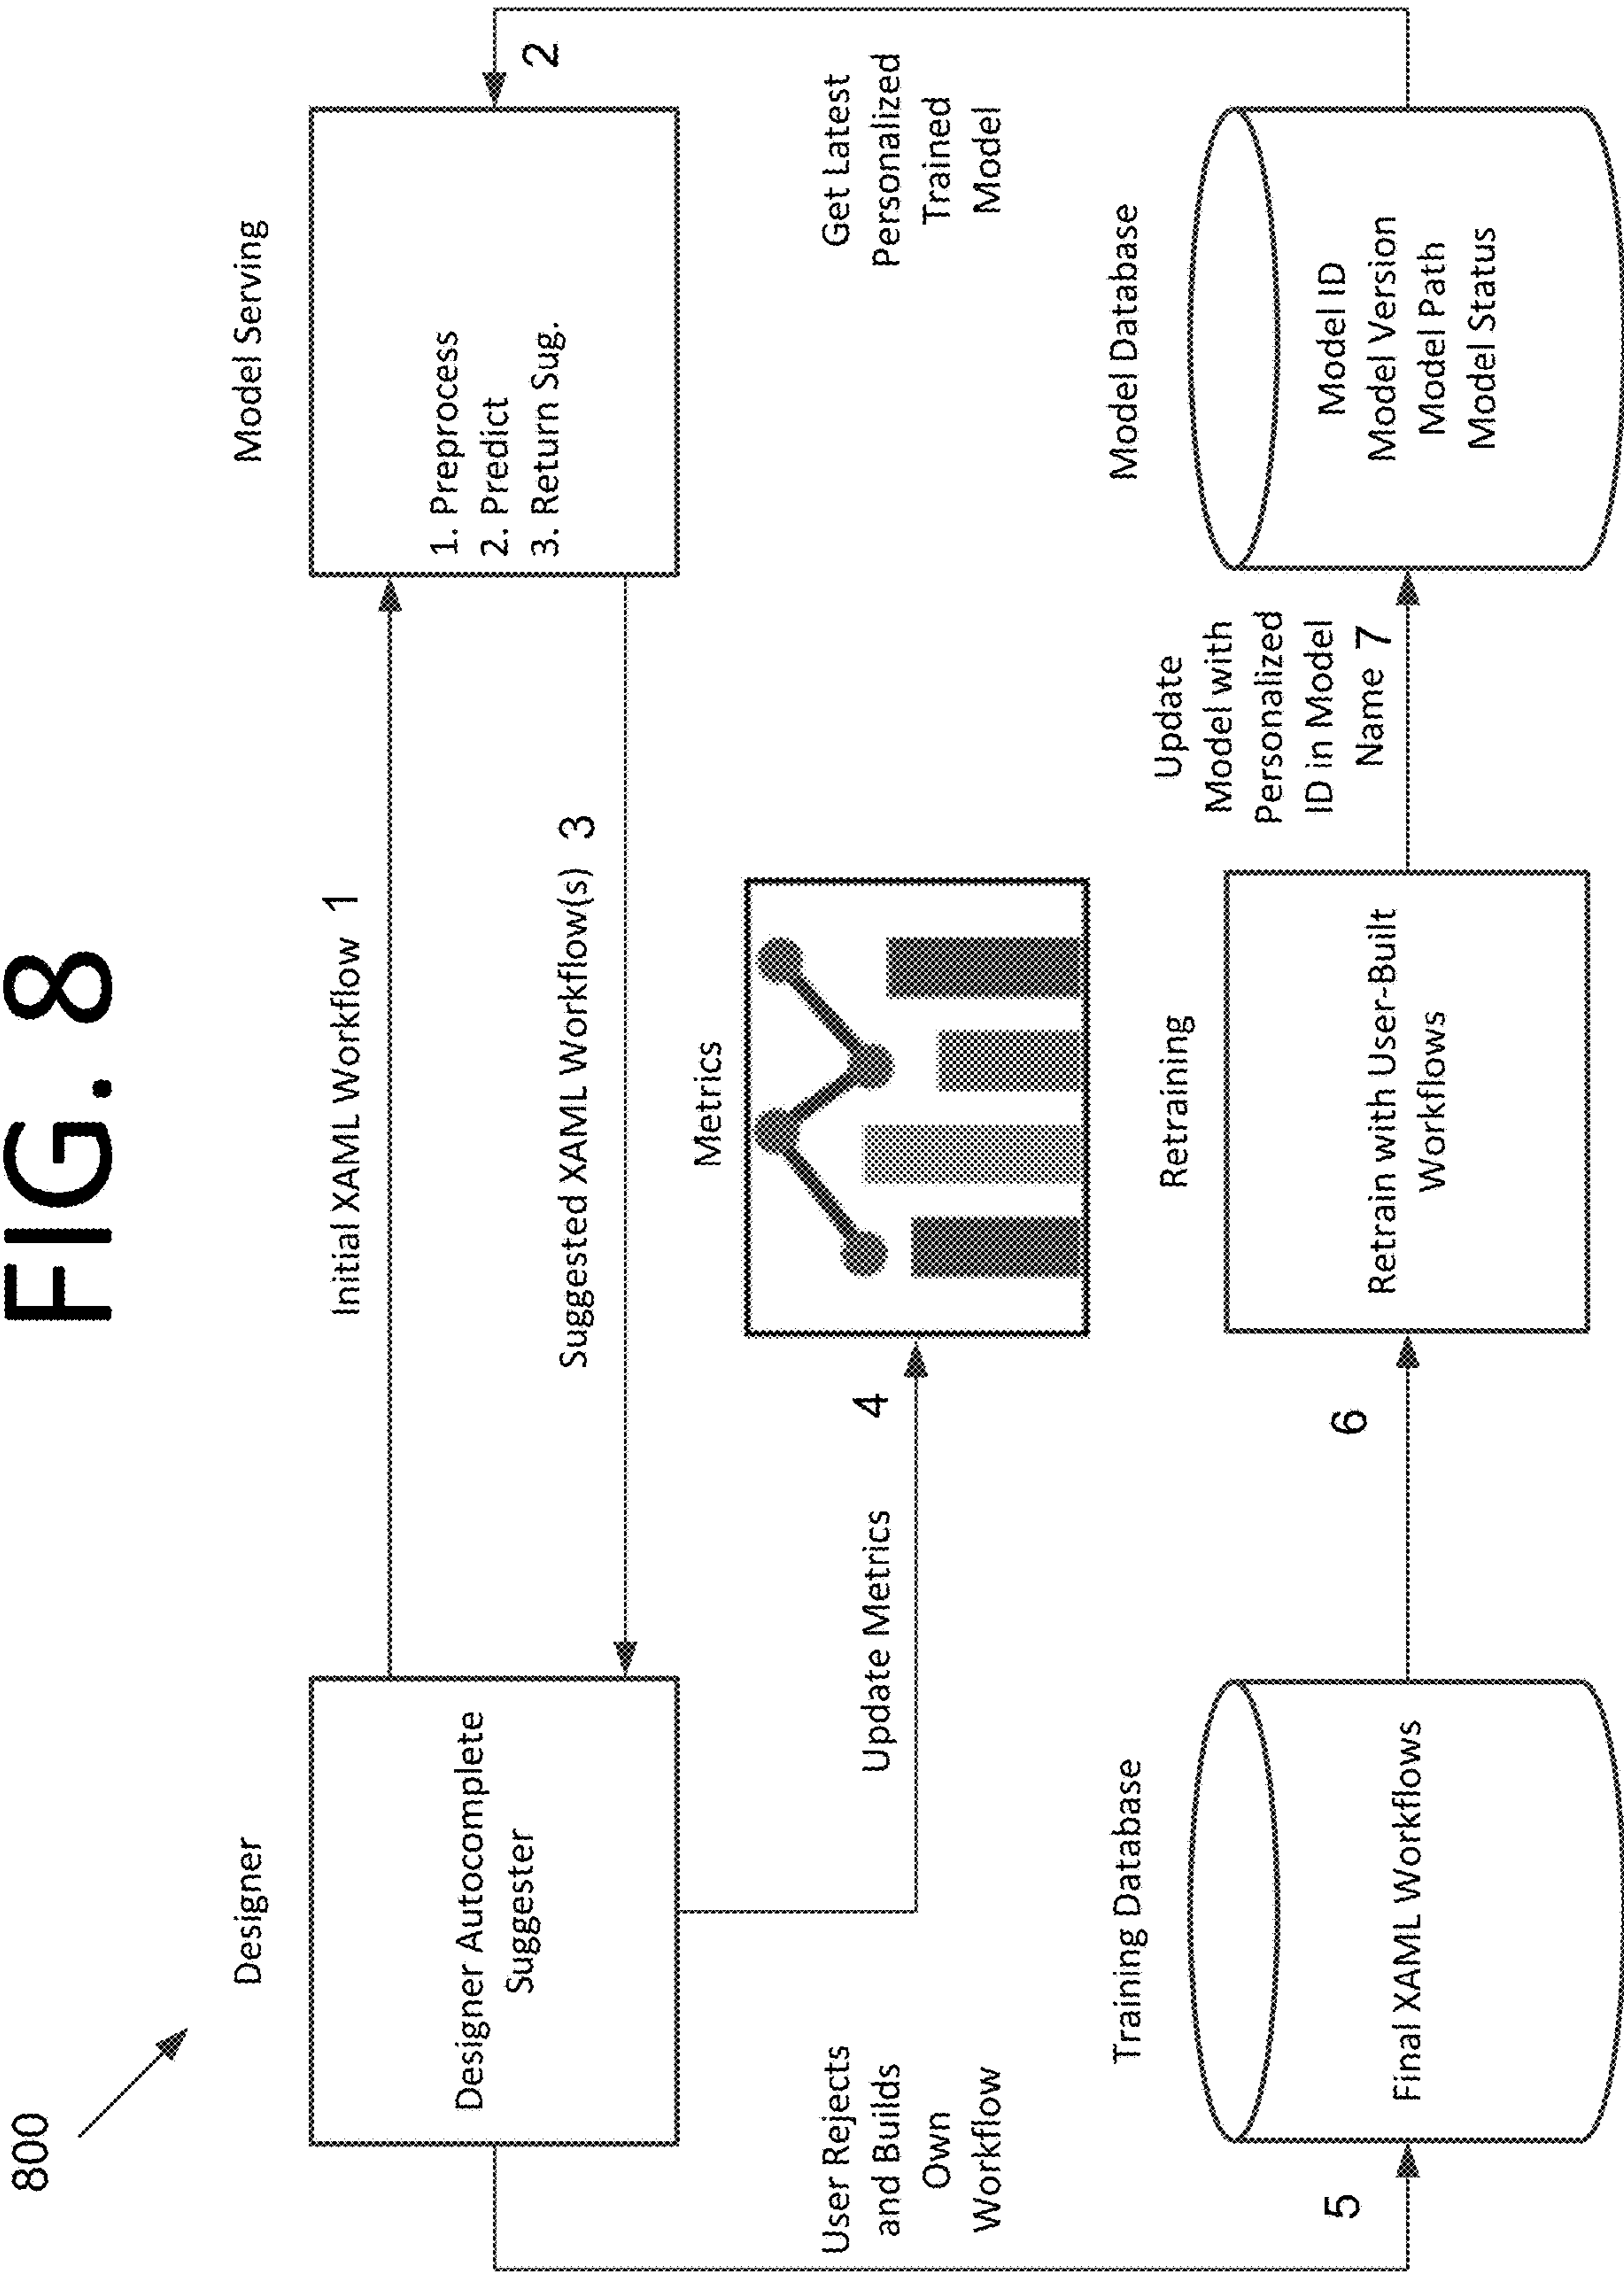 FIG. 8
800
Designer
Designer Autocomplete
Suggester
Initial XAML Workflow 1
Suggested XAML Workflow(s) 3
Model Serving
1. Preprocess
2. Predict
3. Return Sug.
2
Get Latest
Personalized
Trained
Model
User Rejects
and Builds
Own
Workflow
Update Metrics
4
Metrics
5
Training Database
Final XAML Workflows
6
Retraining
Retrain with User-Built
Workflows
Update
Model with
Personalized
ID in Model
Name 7
Model Database
Model ID
Model Version
Model Path
Model Status